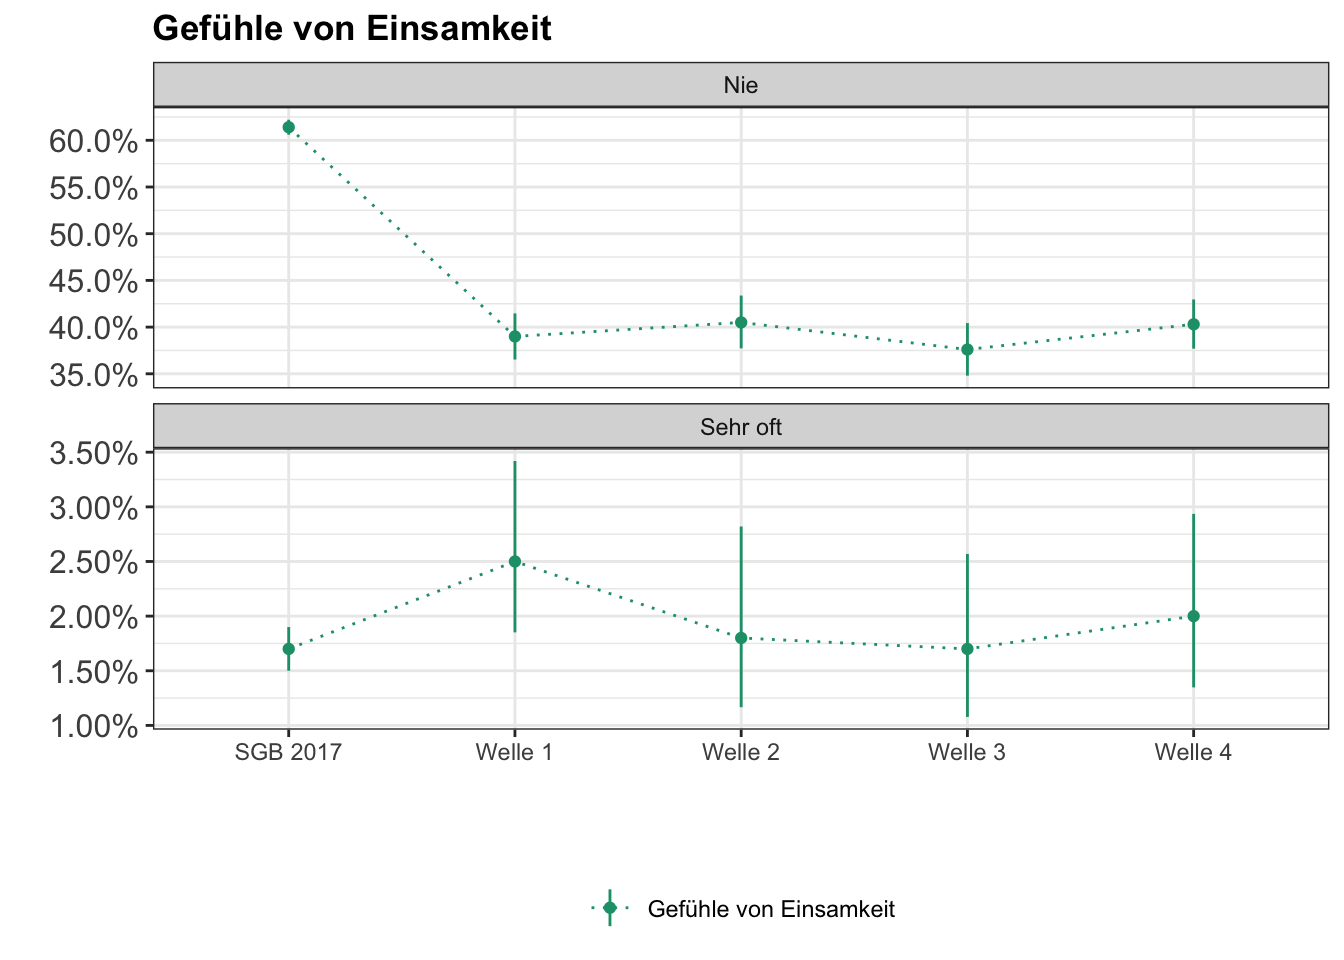 Gefühle von Einsamkeit
Nie
60.0%
55.0%
50.0%
45.0%
40.0%
35.0%
Sehr oft
3.50%
3.00%
2.50%
2.00%
1.50%
1.00%
SGB 2017 Welle 1 Welle 2 Welle 3 Welle 4
Gefühle von Einsamkeit